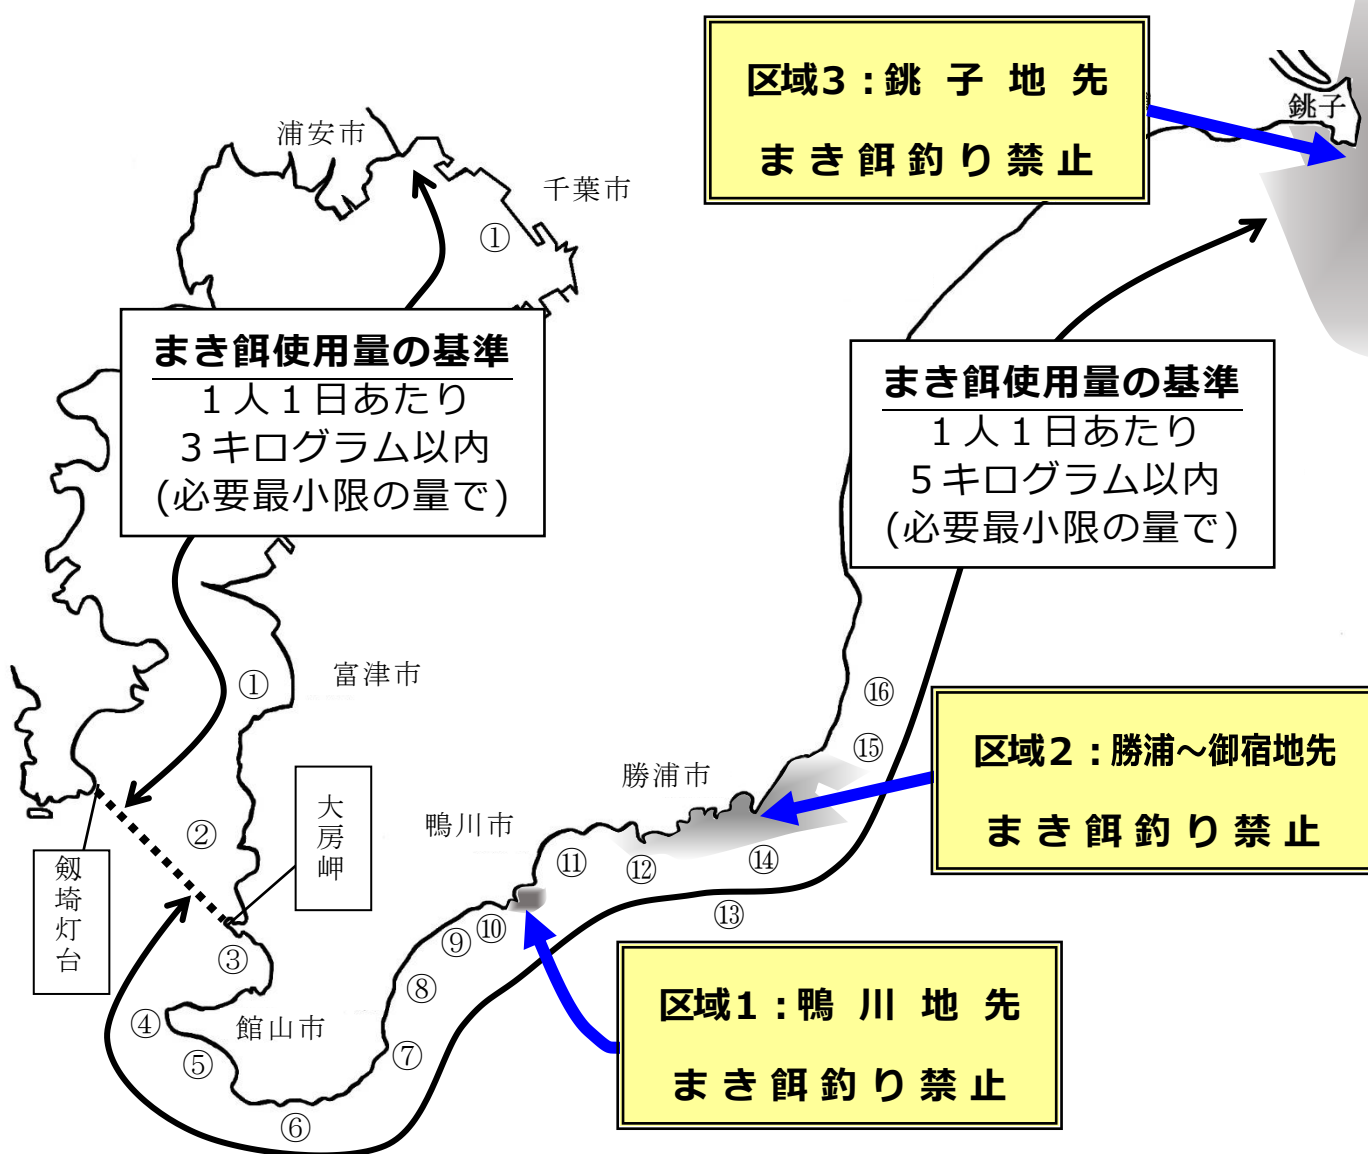 区域3：銚子地先
まき餌釣り禁止
銚子
浦安市
千葉市
①
まき餌使用量の基準
１人１日あたり
３キログラム以内
(必要最小限の量で)
まき餌使用量の基準
１人１日あたり
５キログラム以内
(必要最小限の量で)
①
富津市
⑯
⑮
区域2：勝浦～御宿地先
まき餌釣り禁止
勝浦市
大房岬
鴨川市
②
剱埼灯台
⑪
⑫
⑭
⑬
③
⑨
⑩
⑧
区域1：鴨川地先
まき餌釣り禁止
④
館山市
⑤
⑦
⑥